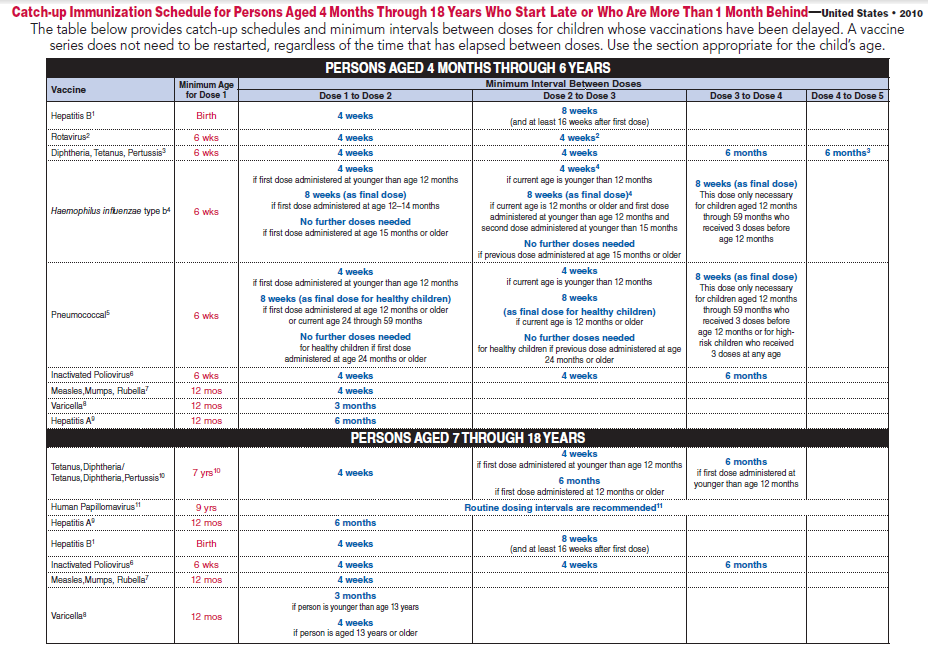 Catch-up Immunization Schedule for Persons Aged 4 Months Through 18 Years Who Start Late or Who Are More Than 1 Month Behind—United States • 2010
The table below provides catch-up schedules and minimum intervals between doses for children whose vaccinations have been delayed. A vaccine
series does not need to be restarted, regardless of the time that has elapsed between doses. Use the section appropriate for the child's age.
PERSONS AGED 4 MONTHS THROUGH 6 YEARS
Vaccine
Minimum Age
for Dose 1
Minimum Interval Between Doses
Dose 1 to Dose 2
Dose 2 to Dose 3
Dose 3 to Dose 4
Dose 4 to Dose 5
Hepatitis B¹
Birth
4 weeks
8 weeks
(and at least 16 weeks after first dose)
Rotavirus²
6 wks
4 weeks
4 weeks²
Diphtheria, Tetanus, Pertussis³
6 wks
4 weeks
4 weeks
6 months
6 months³
Haemophilus influenzae type b⁴
6 wks
4 weeks
if first dose administered at younger than age 12 months
8 weeks (as final dose)
if first dose administered at age 12–14 months
No further doses needed
if first dose administered at age 15 months or older
4 weeks⁴
if current age is younger than 12 months
8 weeks (as final dose)⁴
if current age is 12 months or older and first dose
administered at younger than age 12 months and
second dose administered at younger than 15 months
No further doses needed
if previous dose administered at age 15 months or older
8 weeks (as final dose)
This dose only necessary
for children aged 12 months
through 59 months who
received 3 doses before
age 12 months
Pneumococcal⁵
6 wks
4 weeks
if first dose administered at younger than age 12 months
8 weeks (as final dose for healthy children)
if first dose administered at age 12 months or older
or current age 24 through 59 months
No further doses needed
for healthy children if first dose
administered at age 24 months or older
4 weeks
if current age is younger than 12 months
8 weeks
(as final dose for healthy children)
if current age is 12 months or older
No further doses needed
for healthy children if previous dose administered at age
24 months or older
8 weeks (as final dose)
This dose only necessary
for children aged 12 months
through 59 months who
received 3 doses before
age 12 months or for high-
risk children who received
3 doses at any age
Inactivated Poliovirus⁶
6 wks
4 weeks
4 weeks
6 months
Measles,Mumps, Rubella⁷
12 mos
4 weeks
Varicella⁸
12 mos
3 months
Hepatitis A⁹
12 mos
6 months
PERSONS AGED 7 THROUGH 18 YEARS
Tetanus, Diphtheria/
Tetanus, Diphtheria, Pertussis¹⁰
7 yrs¹⁰
4 weeks
4 weeks
if first dose administered at younger than age 12 months
6 months
if first dose administered at 12 months or older
6 months
if first dose administered at
younger than age 12 months
Human Papillomavirus¹¹
9 yrs
Routine dosing intervals are recommended¹¹
Hepatitis A⁹
12 mos
6 months
Hepatitis B¹
Birth
4 weeks
8 weeks
(and at least 16 weeks after first dose)
Inactivated Poliovirus⁶
6 wks
4 weeks
4 weeks
6 months
Measles,Mumps, Rubella⁷
12 mos
4 weeks
Varicella⁸
12 mos
3 months
if person is younger than age 13 years
4 weeks
if person is aged 13 years or older